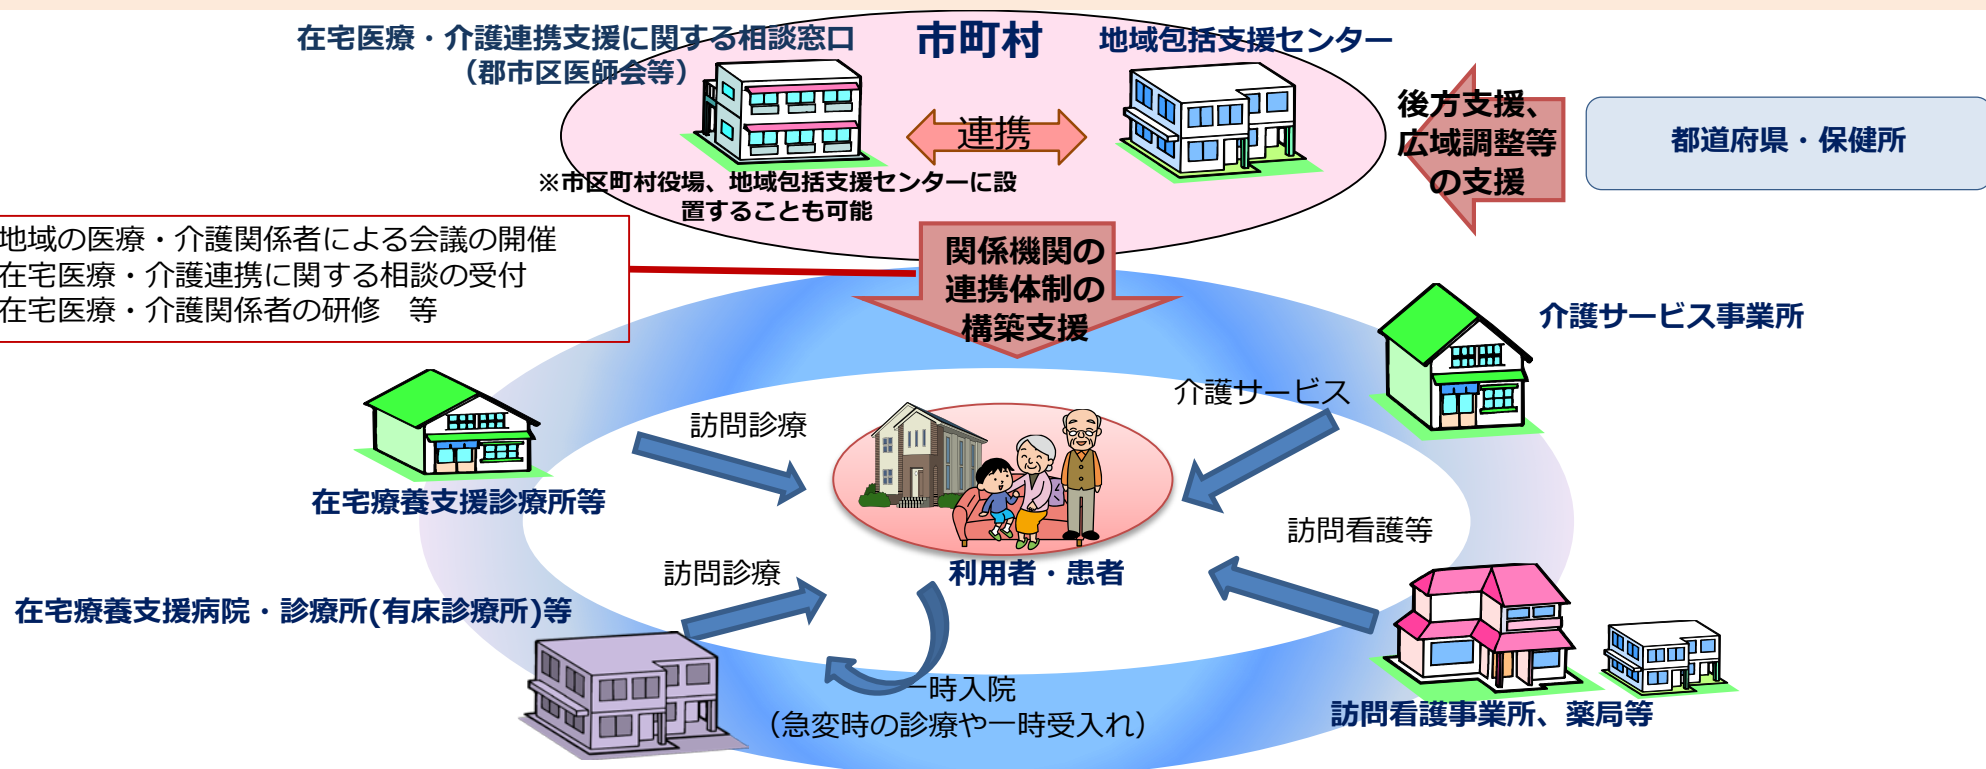 在宅医療・介護連携支援に関する相談窓口
（郡市区医師会等）
市町村
地域包括支援センター
連携
※市区町村役場、地域包括支援センターに設
置することも可能
後方支援、
広域調整等
の支援
都道府県・保健所
地域の医療・介護関係者による会議の開催
在宅医療・介護連携に関する相談の受付
在宅医療・介護関係者の研修　等
関係機関の
連携体制の
構築支援
介護サービス事業所
介護サービス
訪問診療
在宅療養支援診療所等
訪問看護等
利用者・患者
訪問診療
在宅療養支援病院・診療所(有床診療所)等
一時入院
（急変時の診療や一時受入れ）
訪問看護事業所、薬局等